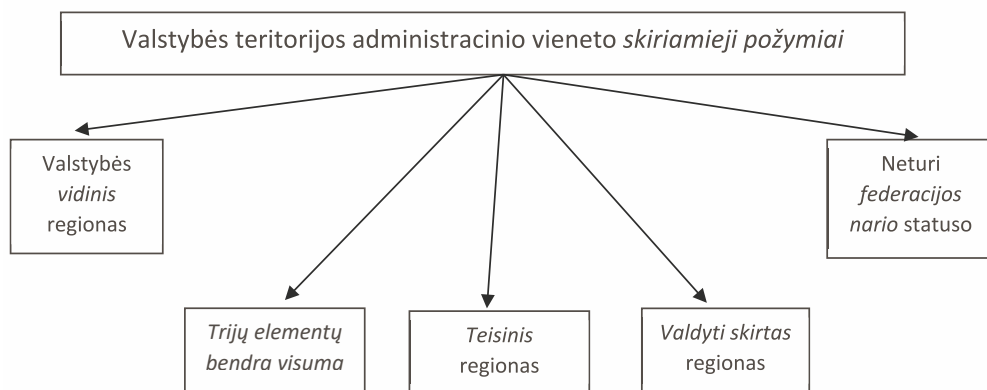 Valstybės teritorijos administracinio vieneto skiriamieji požymiai
Valstybės
vidinis
regionas
Neturi
federacijos
nario statuso
Trijų elementų
bendra visuma
Teisinis
regionas
Valdyti skirtas
regionas